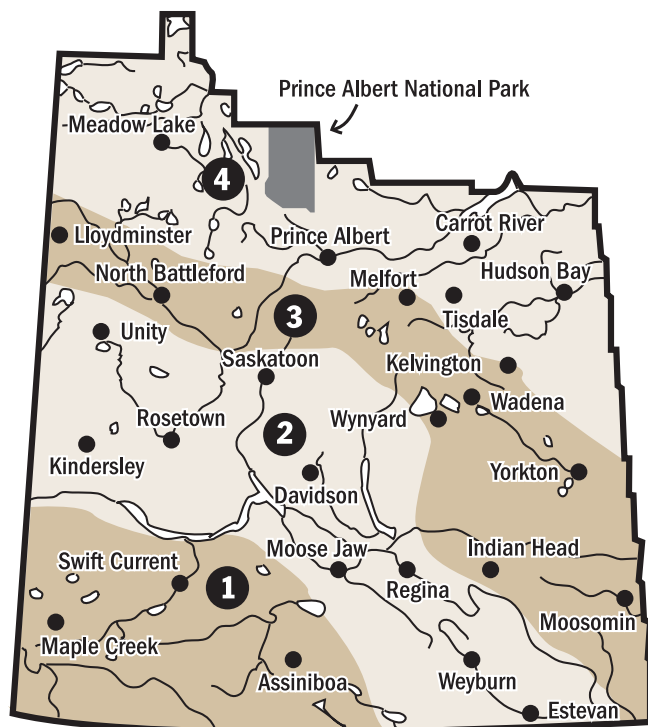 Prince Albert National Park
Meadow Lake
4
Lloydminster
Prince Albert
Carrot River
North Battleford
Melfort
Hudson Bay
Unity
3
Tisdale
Saskatoon
Kelvington
Wadena
Rosetown
2
Wynyard
Kindersley
Yorkton
Davidson
Swift Current
Moose Jaw
Indian Head
1
Regina
Moosomin
Maple Creek
Assiniboa
Weyburn
Estevan